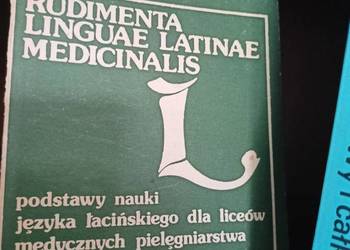 RUDIMENTA
LINGUAE LATINAE
MEDICINALIS
L
podstawy nauki
języka łacińskiego dla liceów
medycznych pielęgniarstwa